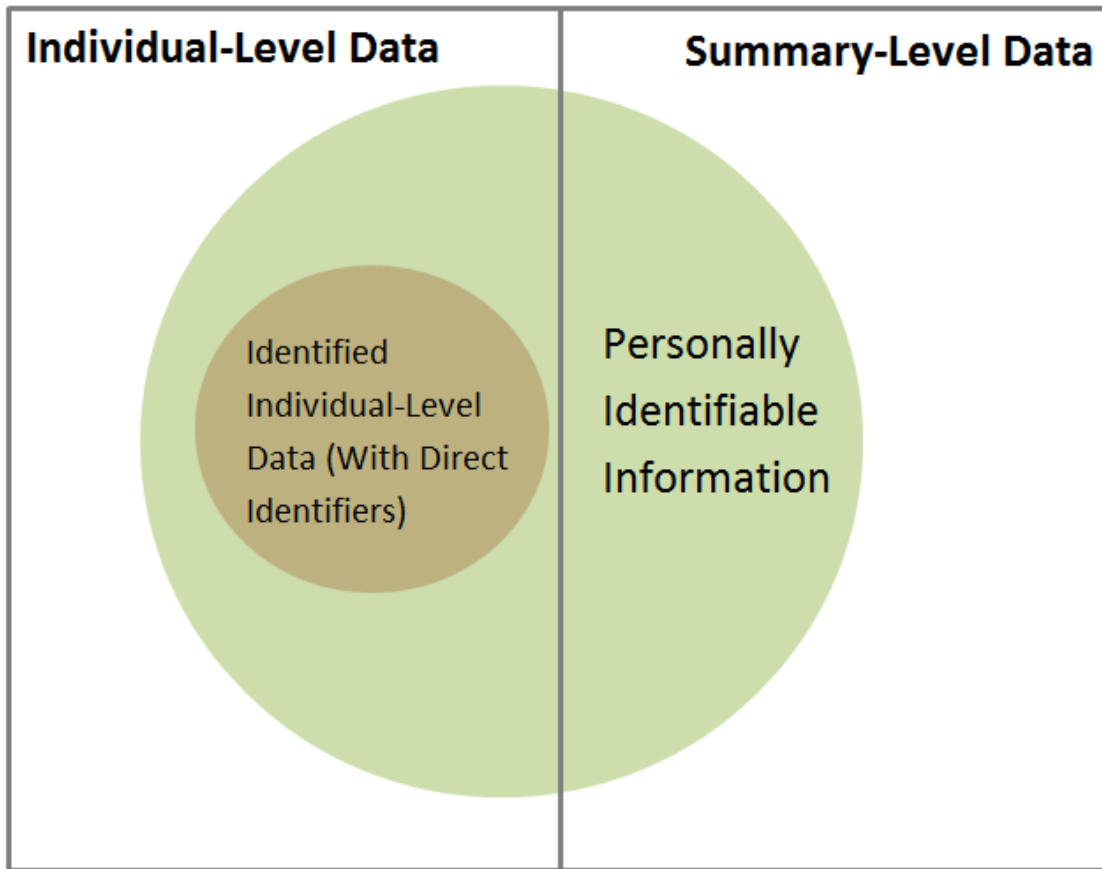 Individual-Level Data
Summary-Level Data
Identified
Individual-Level
Data (With Direct
Identifiers)
Personally
Identifiable
Information